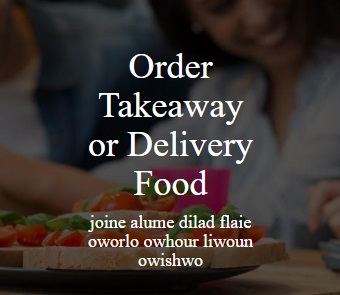 Order
Takeaway
or Delivery
Food
joine alume dilad flaie
oworlo owhour liwoun
owishwo